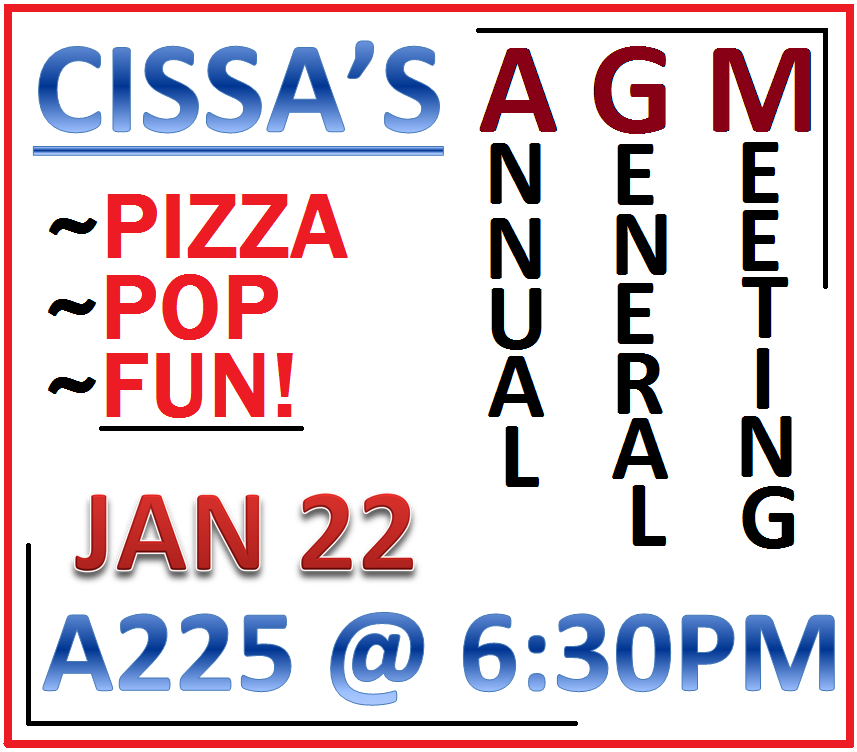 CISSA'S
~PIZZA
~POP
~FUN!
ANNUAL
GENERAL
MEETING
JAN 22
A225 @ 6:30PM